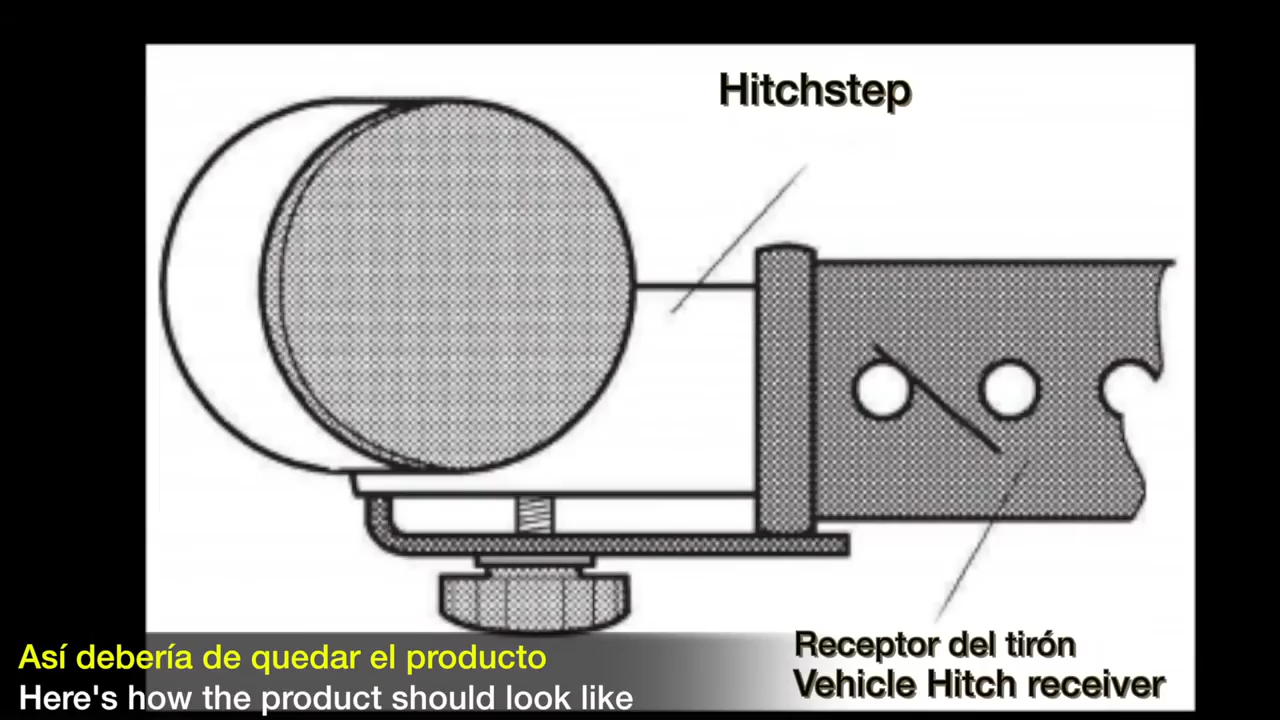 Hitchstep
Receptor del tirón
Vehicle Hitch receiver
Así debería de quedar el producto
Here's how the product should look like